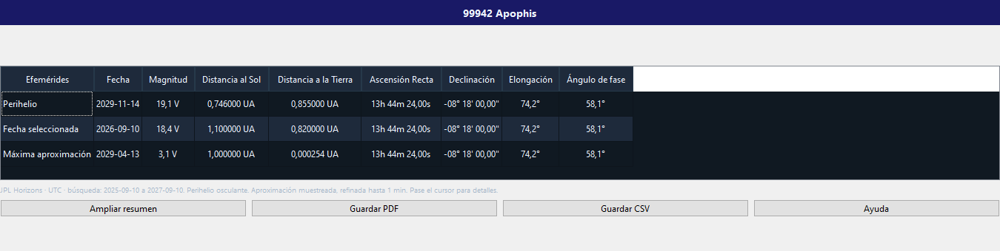 99942 Apophis
Efemérides Fecha Magnitud Distancia al Sol Distancia a la Tierra Ascensión Recta Declinación Elongación Ángulo de fase
Perihelio 2029-11-14 19,1 V 0,746000 UA 0,855000 UA 13h 44m 24,00s -08° 18' 00,00" 74,2° 58,1°
Fecha seleccionada 2026-09-10 18,4 V 1,100000 UA 0,820000 UA 13h 44m 24,00s -08° 18' 00,00" 74,2° 58,1°
Máxima aproximación 2029-04-13 3,1 V 1,000000 UA 0,000254 UA 13h 44m 24,00s -08° 18' 00,00" 74,2° 58,1°
JPL Horizons · UTC · búsqueda: 2025-09-10 a 2027-09-10. Perihelio osculante. Aproximación muestreada, refinada hasta 1 min. Pase el cursor para detalles.
Ampliar resumen Guardar PDF Guardar CSV Ayuda